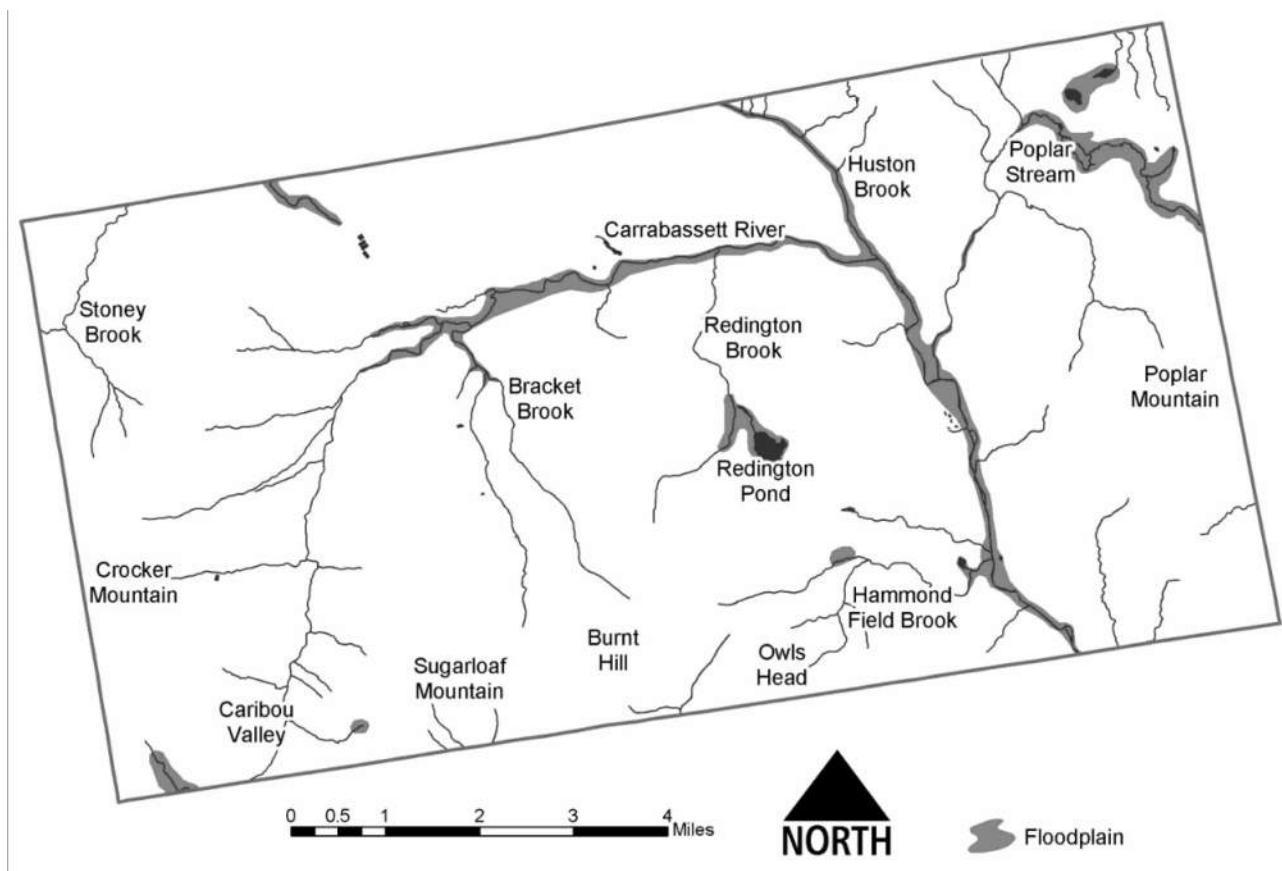 Huston
Brook
Poplar
Stream
Carrabassett River
Stoney
Brook
Redington
Brook
Bracket
Brook
Poplar
Mountain
Redington
Pond
Crocker
Mountain
Hammond
Field Brook
Burnt
Hill
Owls
Head
Sugarloaf
Mountain
Caribou
Valley
0 0.5 1 2 3 4
Miles
NORTH
Floodplain